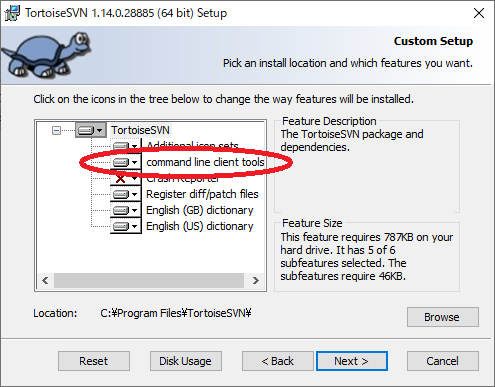 TortoiseSVN 1.14.0.28885 (64 bit) Setup
Custom Setup
Pick an install location and which features you want.
Click on the icons in the tree below to change the way features will be installed.
TortoiseSVN
Additional icon sets
command line client tools
Crash Reporter
Register diff/patch files
English (GB) dictionary
English (US) dictionary
Feature Description
The TortoiseSVN package and
dependencies.
Feature Size
This feature requires 787KB on your
hard drive. It has 5 of 6
subfeatures selected. The
subfeatures require 46KB.
Location: C:¥Program Files¥TortoiseSVN¥
Browse
Reset Disk Usage < Back Next > Cancel